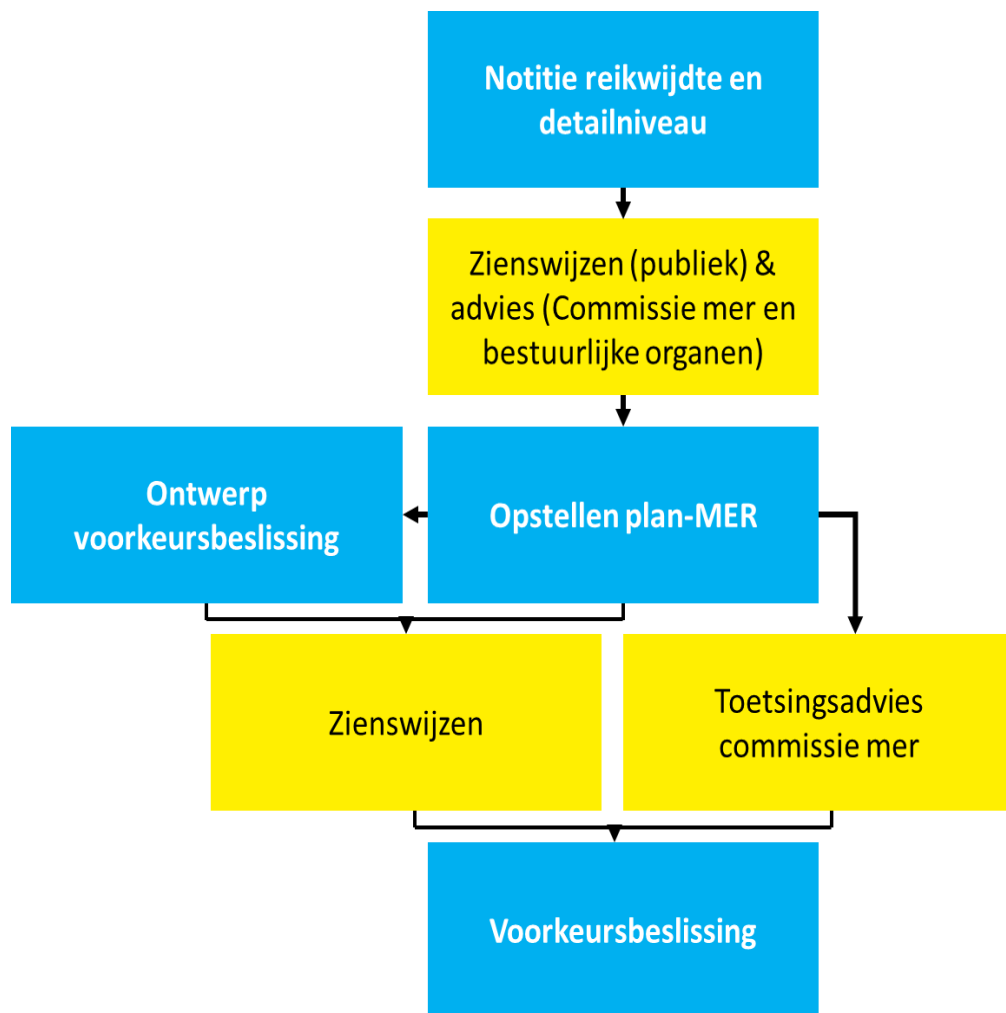 Notitie reikwijdte en
detailniveau
Zienswijzen (publiek) &
advies (Commissie mer en
bestuurlijke organen)
Ontwerp
voorkeursbeslissing
Opstellen plan-MER
Zienswijzen
Toetsingsadvies
commissie mer
Voorkeursbeslissing